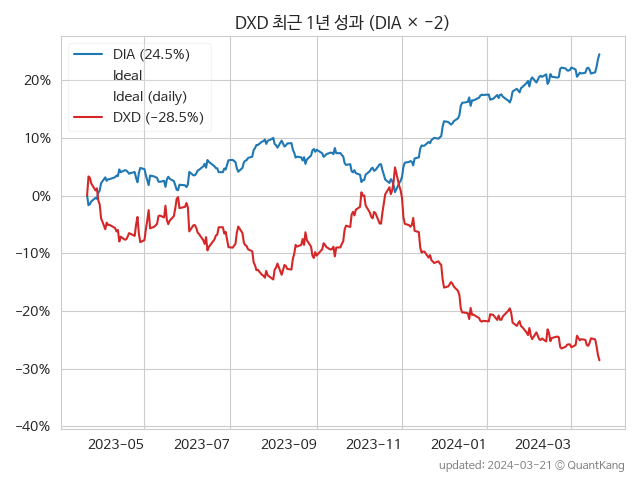 DXD 최근 1년 성과 (DIA × −2)
DIA (24.5%)
Ideal
Ideal (daily)
DXD (−28.5%)
20%
10%
0%
−10%
−20%
−30%
−40%
2023−05 2023−07 2023−09 2023−11 2024−01 2024−03
updated: 2024−03−21 © QuantKang